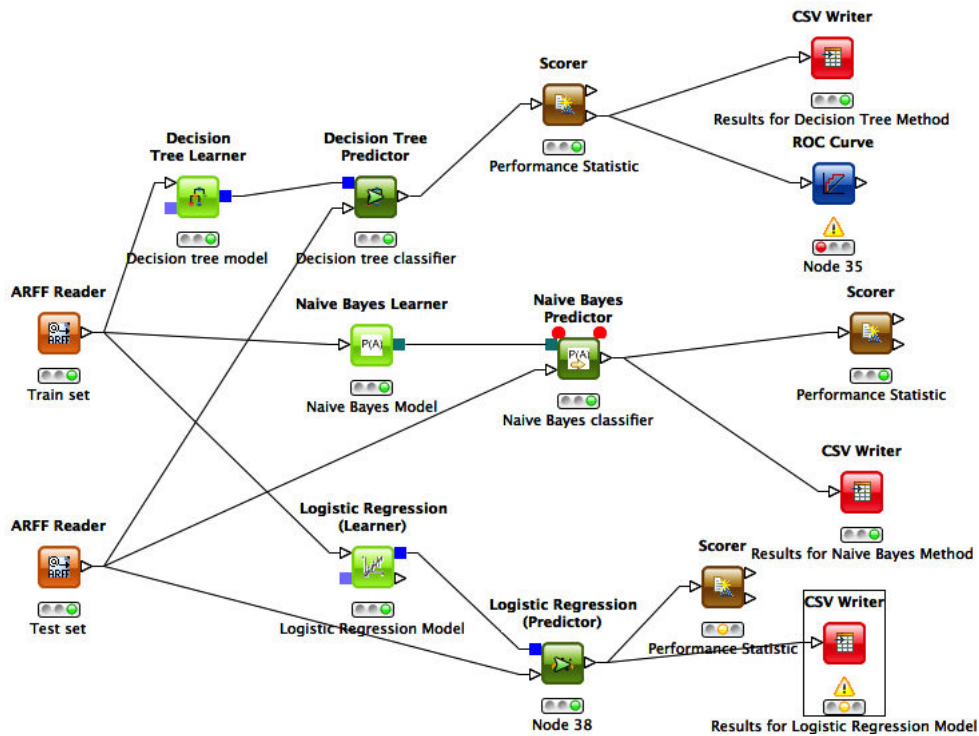 CSV Writer
Scorer
Results for Decision Tree Method
Decision
Tree Learner
Decision Tree
Predictor
Performance Statistic
ROC Curve
Decision tree model
Decision tree classifier
Node 35
ARFF Reader
Naive Bayes Learner
Naive Bayes
Predictor
Scorer
ARFF
P(A)
P(A)
Train set
Naive Bayes Model
Naive Bayes classifier
Performance Statistic
CSV Writer
ARFF Reader
Logistic Regression
(Learner)
Results for Naive Bayes Method
ARFF
Scorer
Test set
Logistic Regression Model
Logistic Regression
(Predictor)
CSV Writer
Performance Statistic
Node 38
Results for Logistic Regression Model